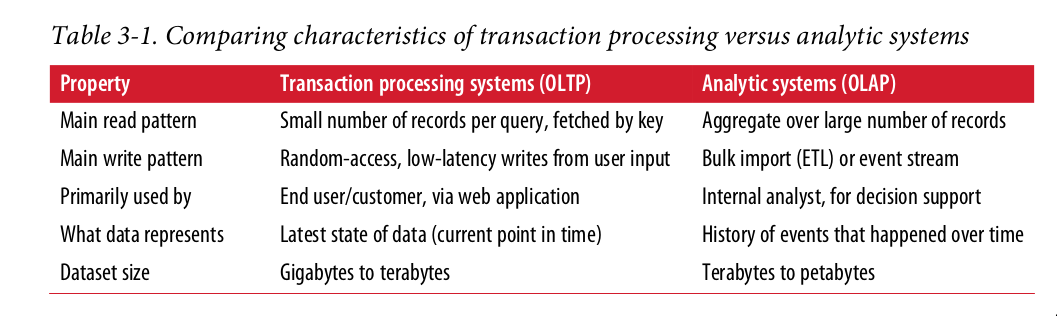 Table 3-1. Comparing characteristics of transaction processing versus analytic systems
Property Transaction processing systems (OLTP) Analytic systems (OLAP)
Main read pattern Small number of records per query, fetched by key Aggregate over large number of records
Main write pattern Random-access, low-latency writes from user input Bulk import (ETL) or event stream
Primarily used by End user/customer, via web application Internal analyst, for decision support
What data represents Latest state of data (current point in time) History of events that happened over time
Dataset size Gigabytes to terabytes Terabytes to petabytes